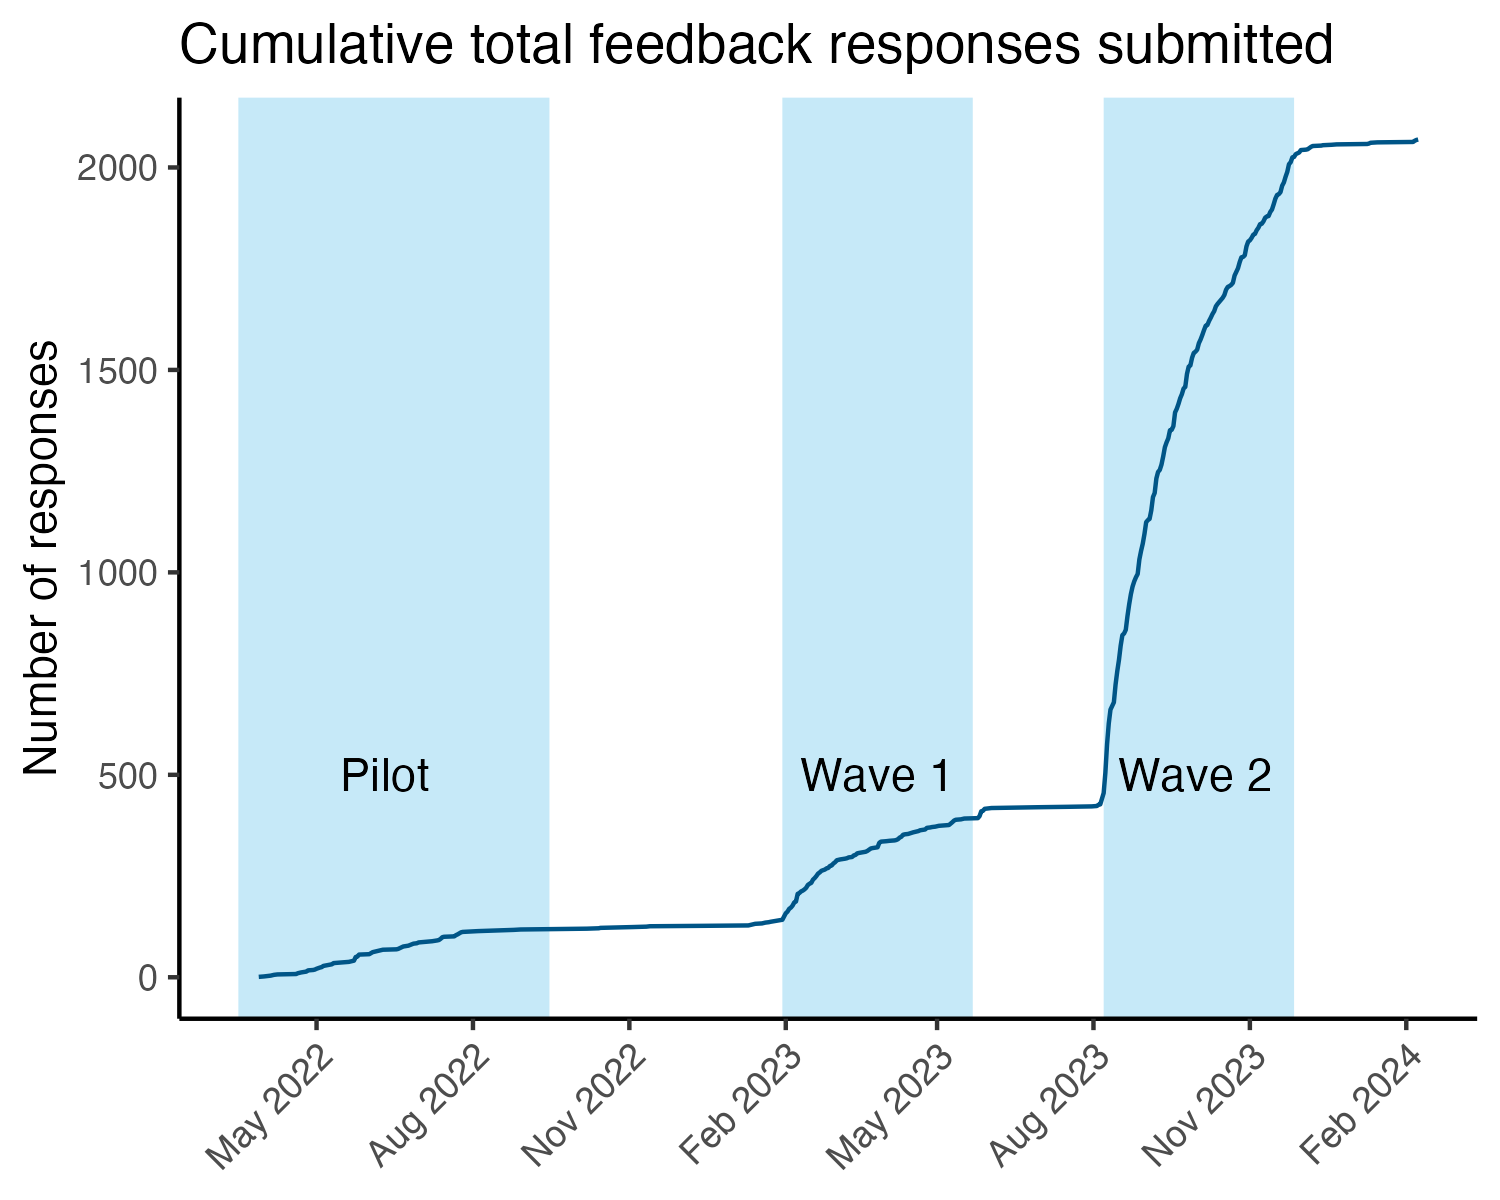 Cumulative total feedback responses submitted
Number of responses
2000
1500
1000
500
0
Pilot
Wave 1
Wave 2
May 2022
Aug 2022
Nov 2022
Feb 2023
May 2023
Aug 2023
Nov 2023
Feb 2024